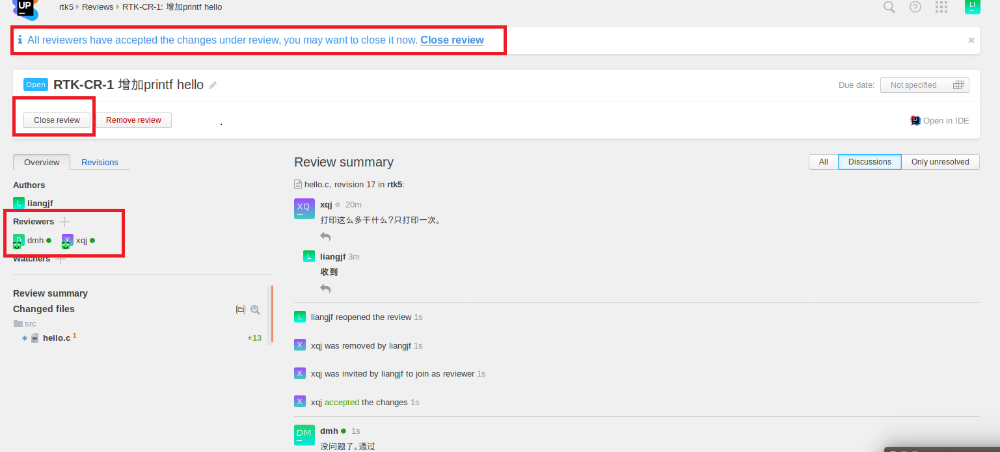 UP
rtk5 Reviews RTK-CR-1: 增加printf hello
LI
All reviewers have accepted the changes under review, you may want to close it now. Close review
Open RTK-CR-1 增加printf hello
Due date: Not specified
Close review Remove review .
Open in IDE
Overview Revisions
Authors
L liangjf
Reviewers
D dmh X xqj
Watchers
Review summary
Changed files
src
hello.c 1 +13
Review summary
All Discussions Only unresolved
hello.c, revision 17 in rtk5:
XQ xqj 20m
打印这么多干什么?只打印一次。
L liangjf 3m
收到
L liangjf reopened the review 1s
X xqj was removed by liangjf 1s
X xqj was invited by liangjf to join as reviewer 1s
X xqj accepted the changes 1s
DM dmh 1s
没问题了。通过